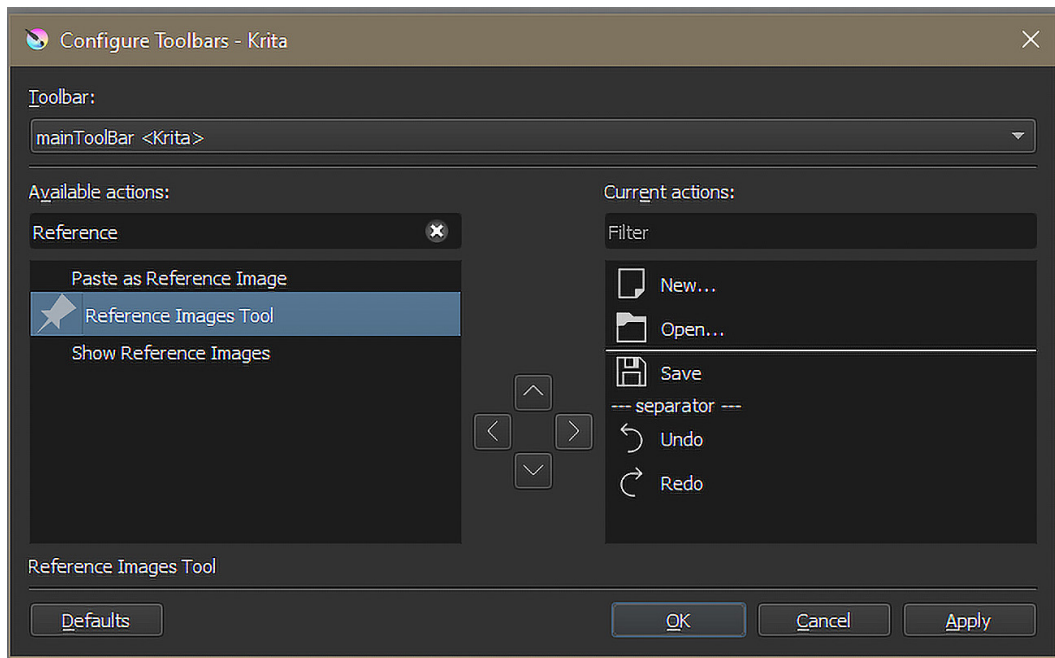 Configure Toolbars - Krita
Toolbar:
mainToolBar <Krita>
Available actions:
Reference
Paste as Reference Image
Reference Images Tool
Show Reference Images
Current actions:
Filter
New...
Open...
Save
--- separator ---
Undo
Redo
Reference Images Tool
Defaults
OK
Cancel
Apply